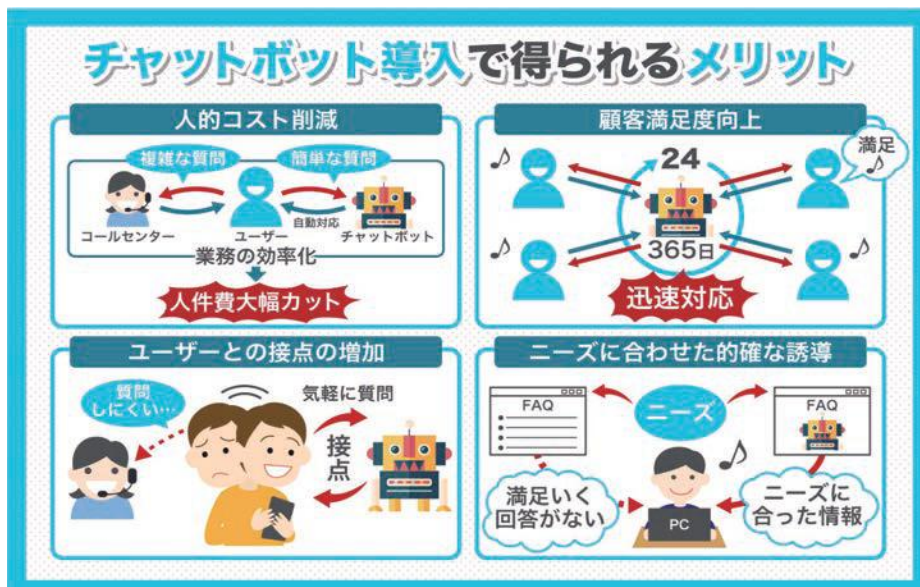 チャットボット導入で得られるメリット
人的コスト削減
複雑な質問
簡単な質問
自動対応
コールセンター
ユーザー
チャットボット
業務の効率化
人件費大幅カット
顧客満足度向上
24
365日
満足
迅速対応
ユーザーとの接点の増加
質問
しにくい…
気軽に質問
接点
ニーズに合わせた的確な誘導
FAQ
ニーズ
FAQ
満足いく
回答がない
PC
ニーズに
合った情報